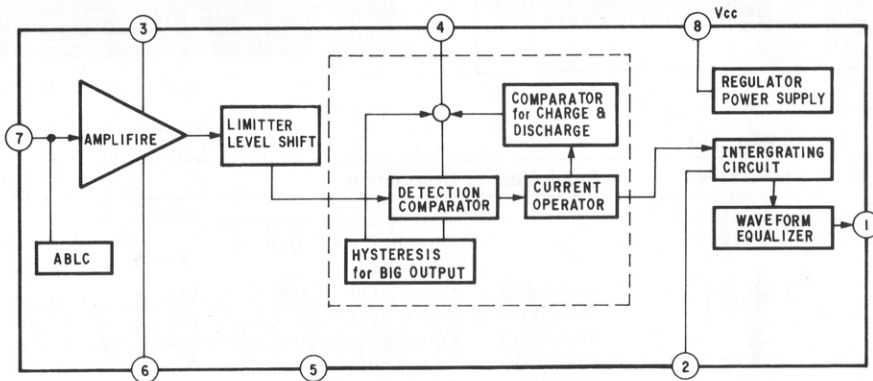 3
4
8
Vcc
7
AMPLIFIRE
LIMITTER
LEVEL SHIFT
COMPARATOR
for CHARGE &
DISCHARGE
REGULATOR
POWER SUPPLY
INTERGRATING
CIRCUIT
DETECTION
COMPARATOR
CURRENT
OPERATOR
WAVEFORM
EQUALIZER
1
ABLC
HYSTERESIS
for BIG OUTPUT
6
5
2